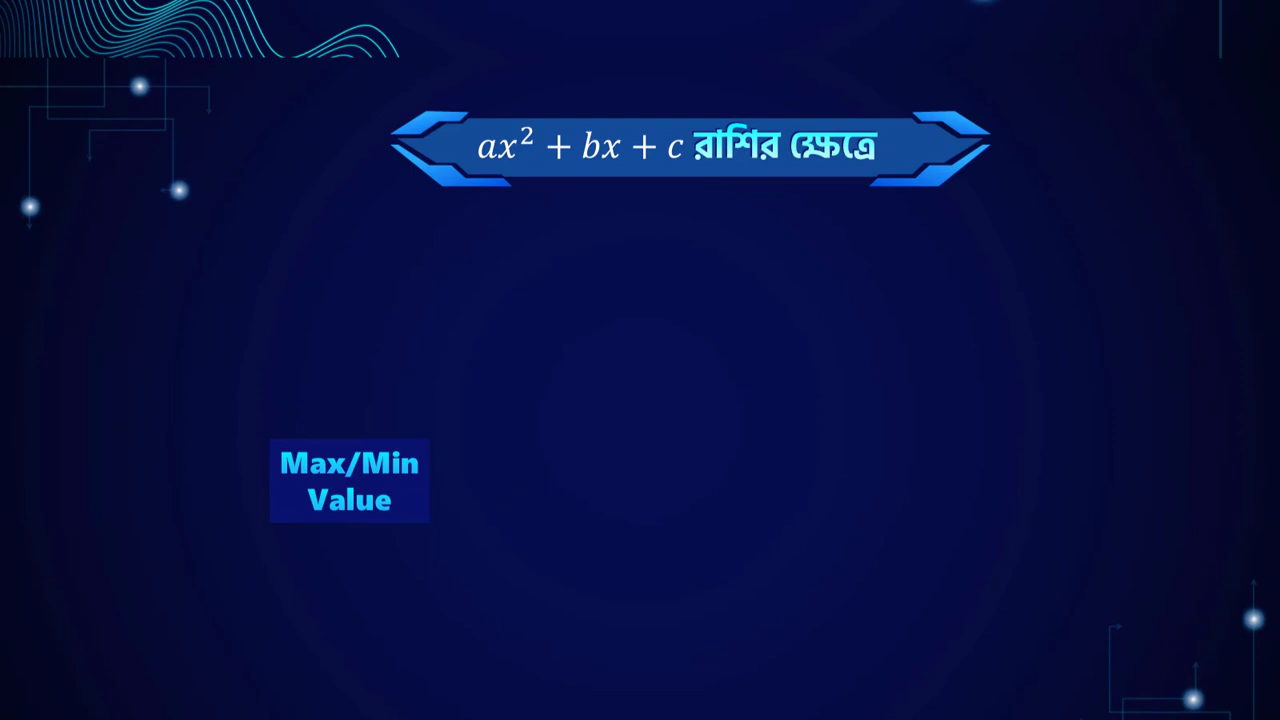 ax² + bx + c রাশির ক্ষেত্রে
Max/Min
Value